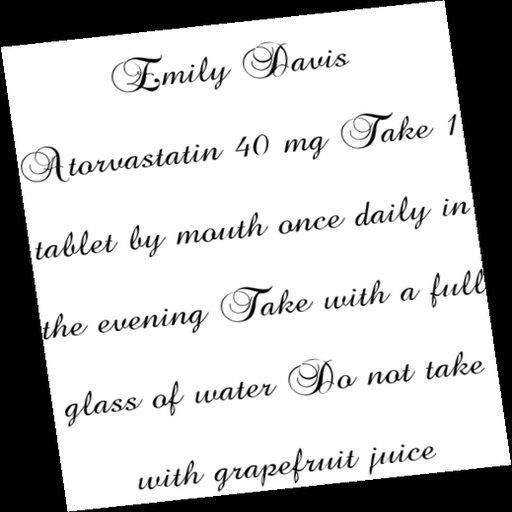 Emily Davis
Atorvastatin 40 mg Take 1
tablet by mouth once daily in
the evening Take with a full
glass of water Do not take
with grapefruit juice